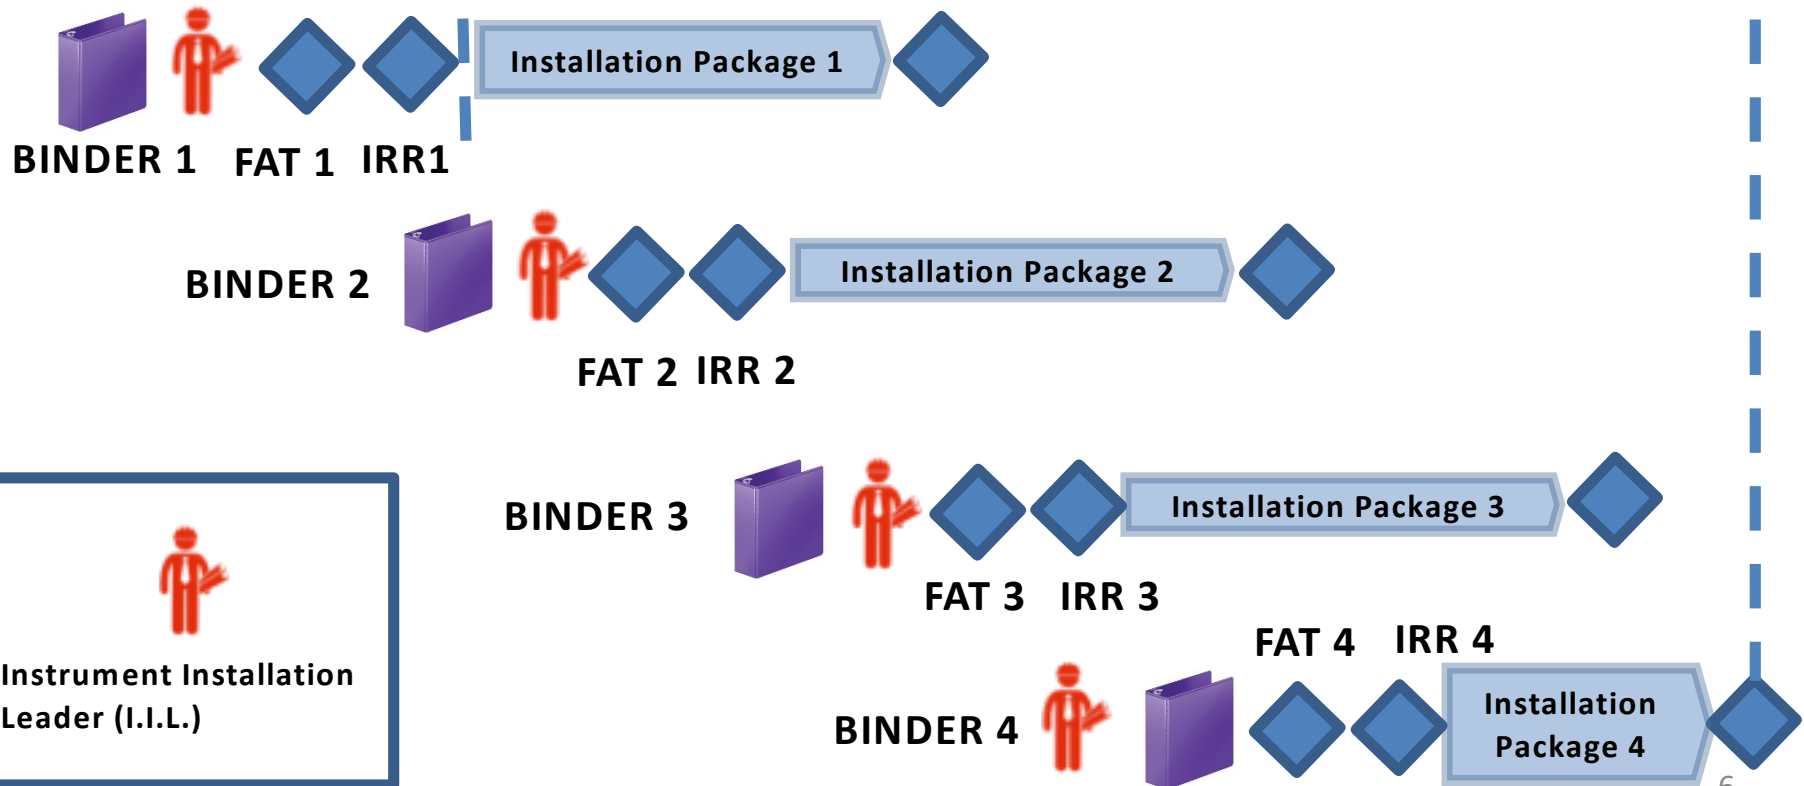 Installation Package 1
BINDER 1 FAT 1 IRR1
Installation Package 2
BINDER 2
FAT 2 IRR 2
Installation Package 3
BINDER 3
FAT 3 IRR 3
FAT 4 IRR 4
Installation
Package 4
BINDER 4
Instrument Installation
Leader (I.I.L.)
6